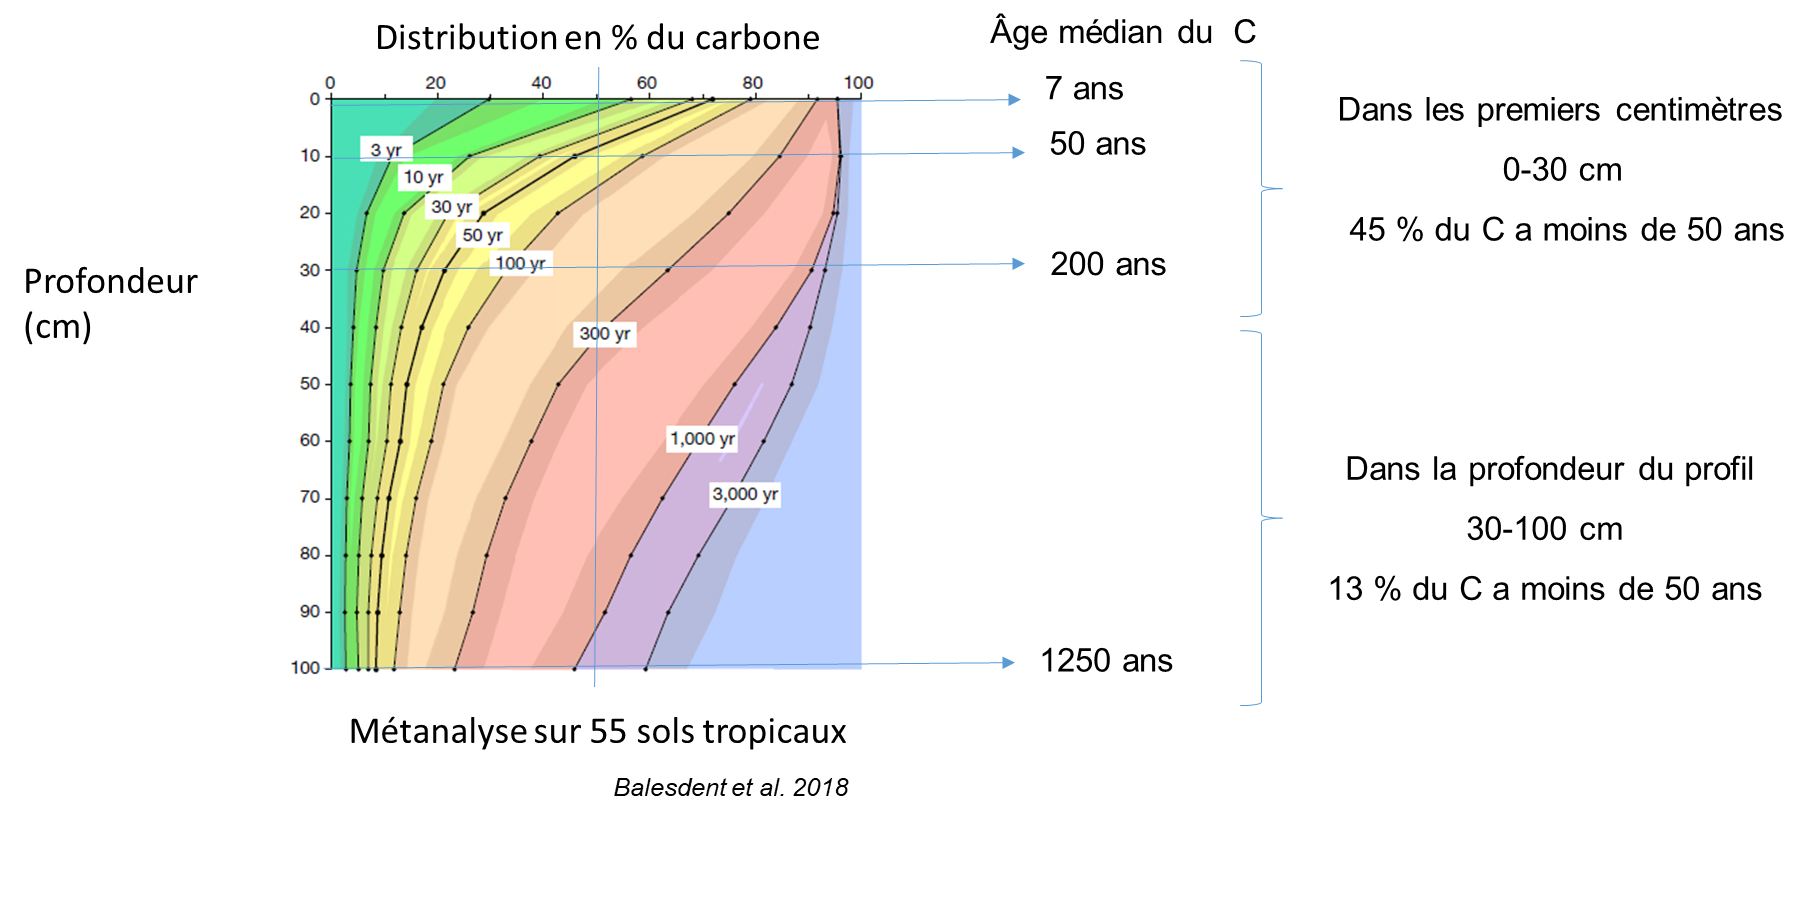 Distribution en % du carbone
Âge médian du C
0 20 40 60 80 100
0
10
20
30
40
50
60
70
80
90
100
3 yr
10 yr
30 yr
50 yr
100 yr
300 yr
1,000 yr
3,000 yr
Profondeur
(cm)
7 ans
50 ans
200 ans
1250 ans
Dans les premiers centimètres
0-30 cm
45 % du C a moins de 50 ans
Dans la profondeur du profil
30-100 cm
13 % du C a moins de 50 ans
Métanalyse sur 55 sols tropicaux
Balesdent et al. 2018